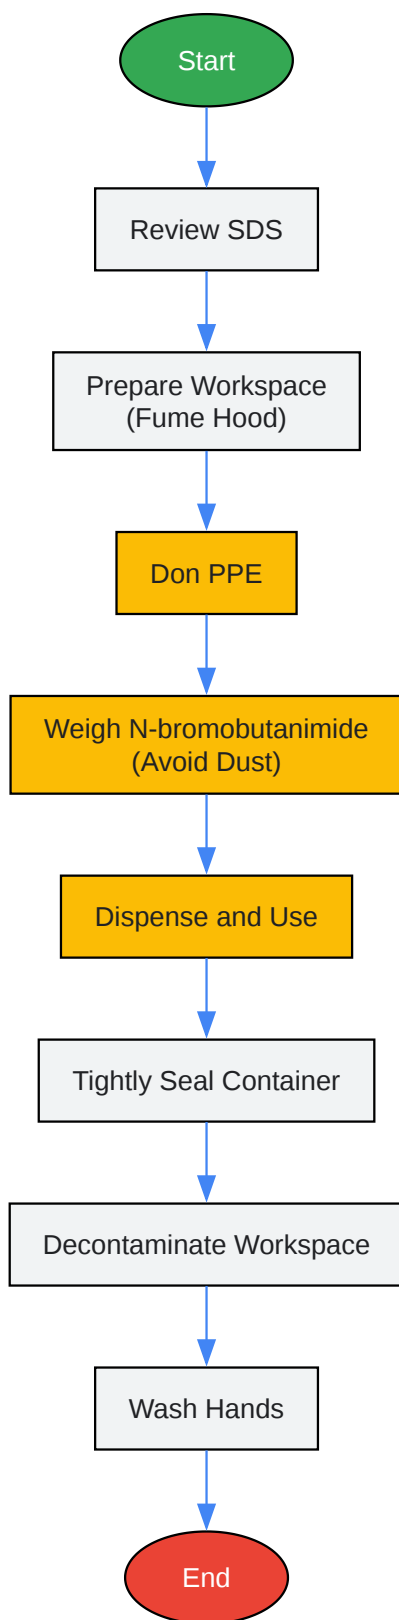 Start
Review SDS
Prepare Workspace
(Fume Hood)
Don PPE
Weigh N-bromobutanimide
(Avoid Dust)
Dispense and Use
Tightly Seal Container
Decontaminate Workspace
Wash Hands
End